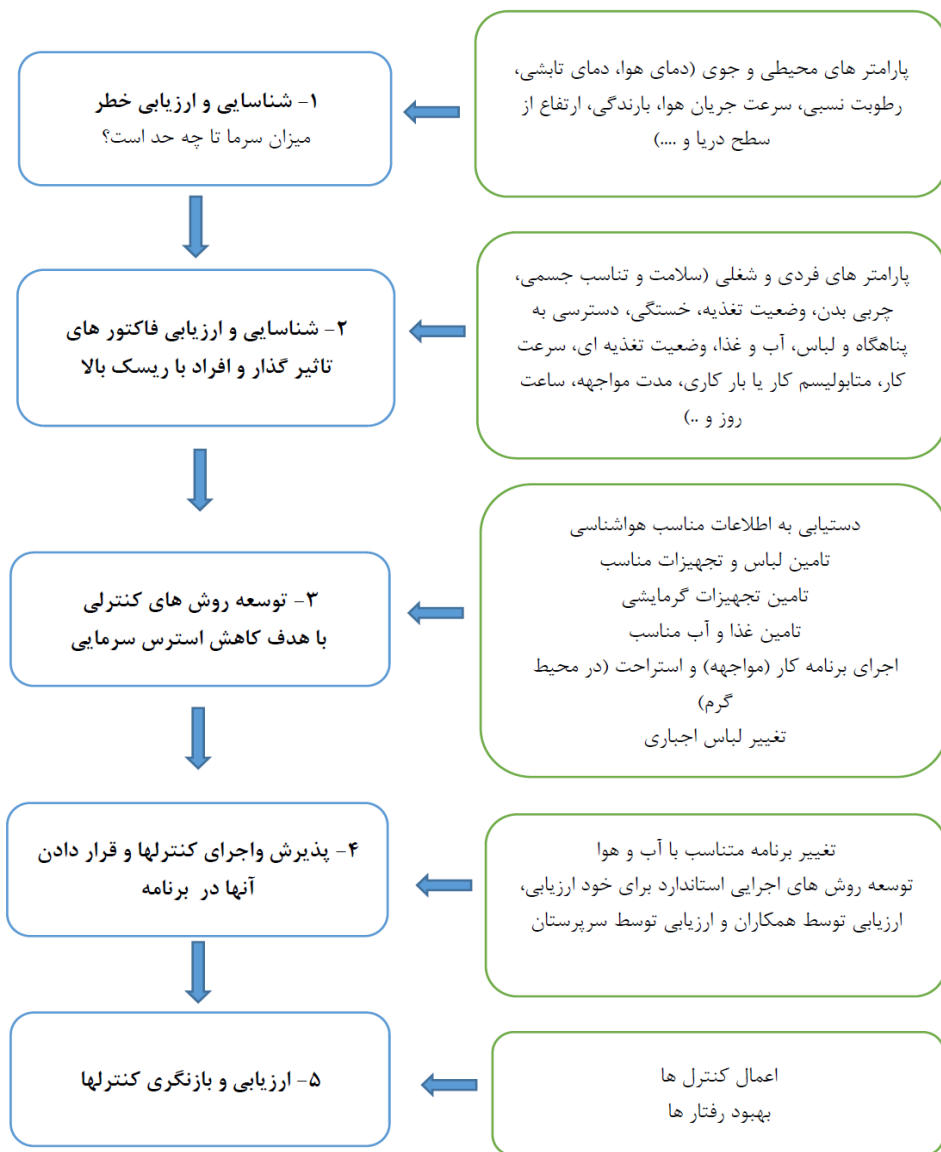 پارامتر های محیطی و جوی (دمای هوا، دمای تابشی،
رطوبت نسبی، سرعت جریان هوا، بارندگی، ارتفاع از
سطح دریا و ....)
۱- شناسایی و ارزیابی خطر
میزان سرما تا چه حد است؟
پارامتر های فردی و شغلی (سلامت و تناسب جسمی،
چربی بدن، وضعیت تغذیه، خستگی، دسترسی به
پناهگاه و لباس، آب و غذا، وضعیت تغذیه ای، سرعت
کار، متابولیسم کار یا بار کاری، مدت مواجهه، ساعت
روز و ..)
۲- شناسایی و ارزیابی فاکتور های
تاثیر گذار و افراد با ریسک بالا
دستیابی به اطلاعات مناسب هواشناسی
تامین لباس و تجهیزات مناسب
تامین تجهیزات گرمایشی
تامین غذا و آب مناسب
اجرای برنامه کار (مواجهه) و استراحت (در محیط
گرم)
تغییر لباس اجباری
۳- توسعه روش های کنترلی
با هدف کاهش استرس سرمایی
تغییر برنامه متناسب با آب و هوا
توسعه روش های اجرایی استاندارد برای خود ارزیابی،
ارزیابی توسط همکاران و ارزیابی توسط سرپرستان
۴- پذیرش واجرای کنترلها و قرار دادن
آنها در برنامه
اعمال کنترل ها
بهبود رفتار ها
۵- ارزیابی و بازنگری کنترلها